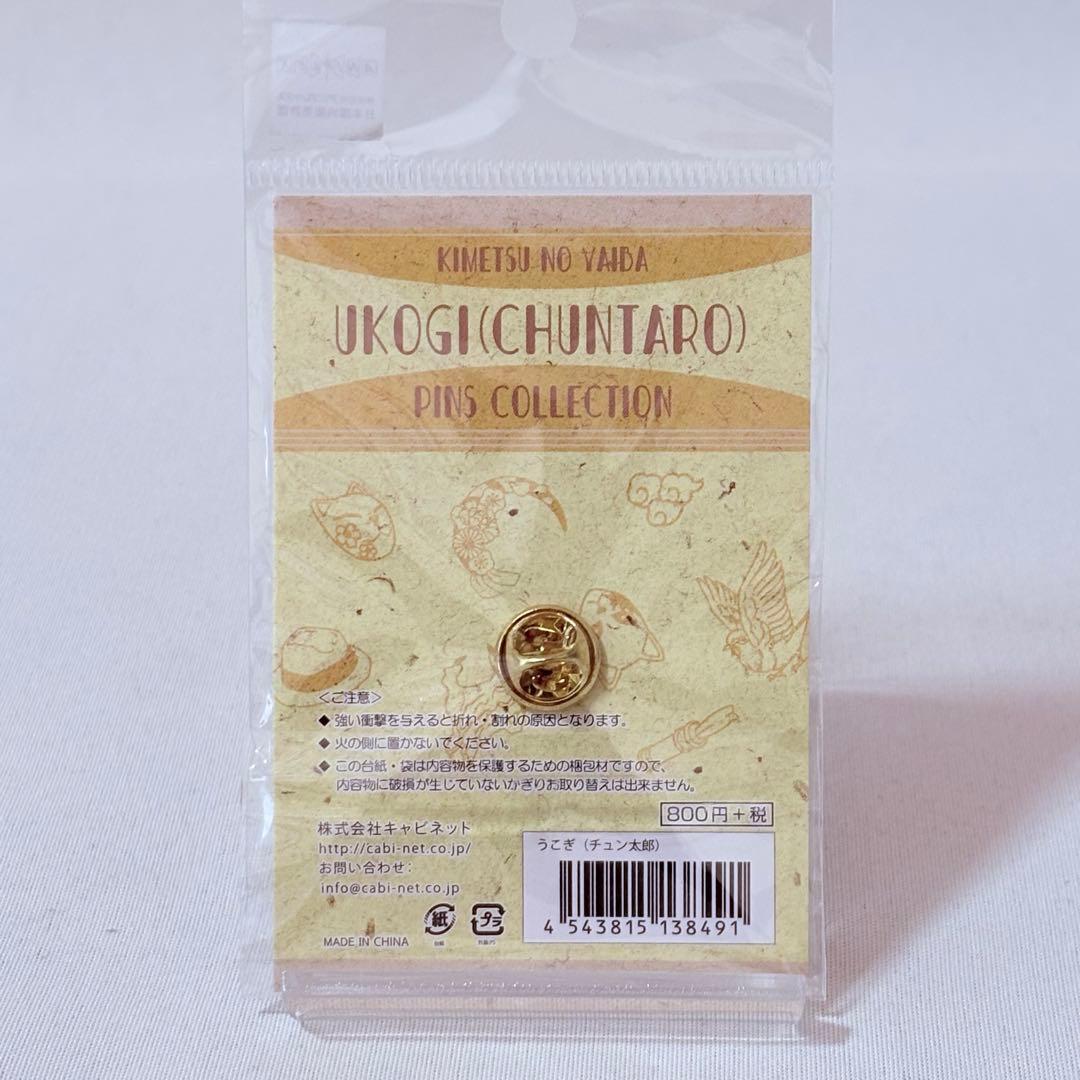 KIMETSU NO YAIBA
UKOGI(CHUNTARO)
PINS COLLECTION
<ご注意>
◆ 強い衝撃を与えると折れ・割れの原因となります。
◆ 火の側に置かないでください。
◆ この台紙・袋は内容物を保護するための梱包材ですので、
内容物に破損が生じていないかぎりお取り替えは出来ません。
800円+税
株式会社キャビネット
http://cabi-net.co.jp/
お問い合わせ:
info@cabi-net.co.jp
うこぎ（チュン太郎）
4 543815 138491
紙
プラ
MADE IN CHINA